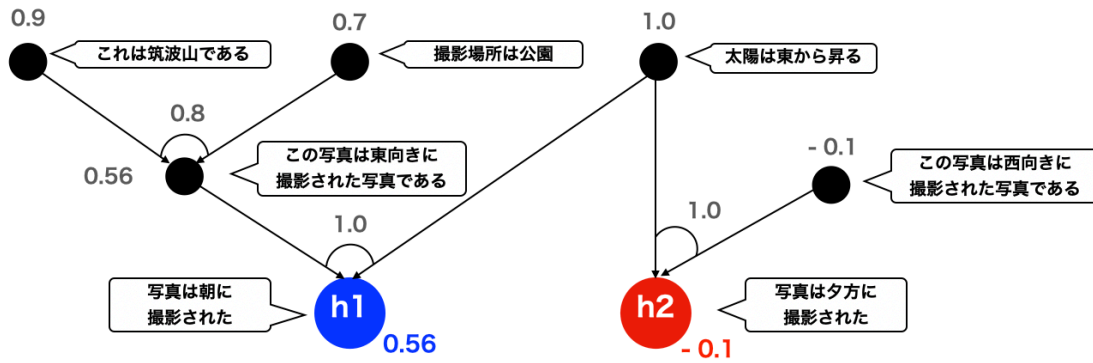 0.9
これは筑波山である
0.7
撮影場所は公園
1.0
太陽は東から昇る
0.8
0.56
この写真は東向きに
撮影された写真である
- 0.1
この写真は西向きに
撮影された写真である
1.0
1.0
写真は朝に
撮影された
h1
0.56
h2
- 0.1
写真は夕方に
撮影された